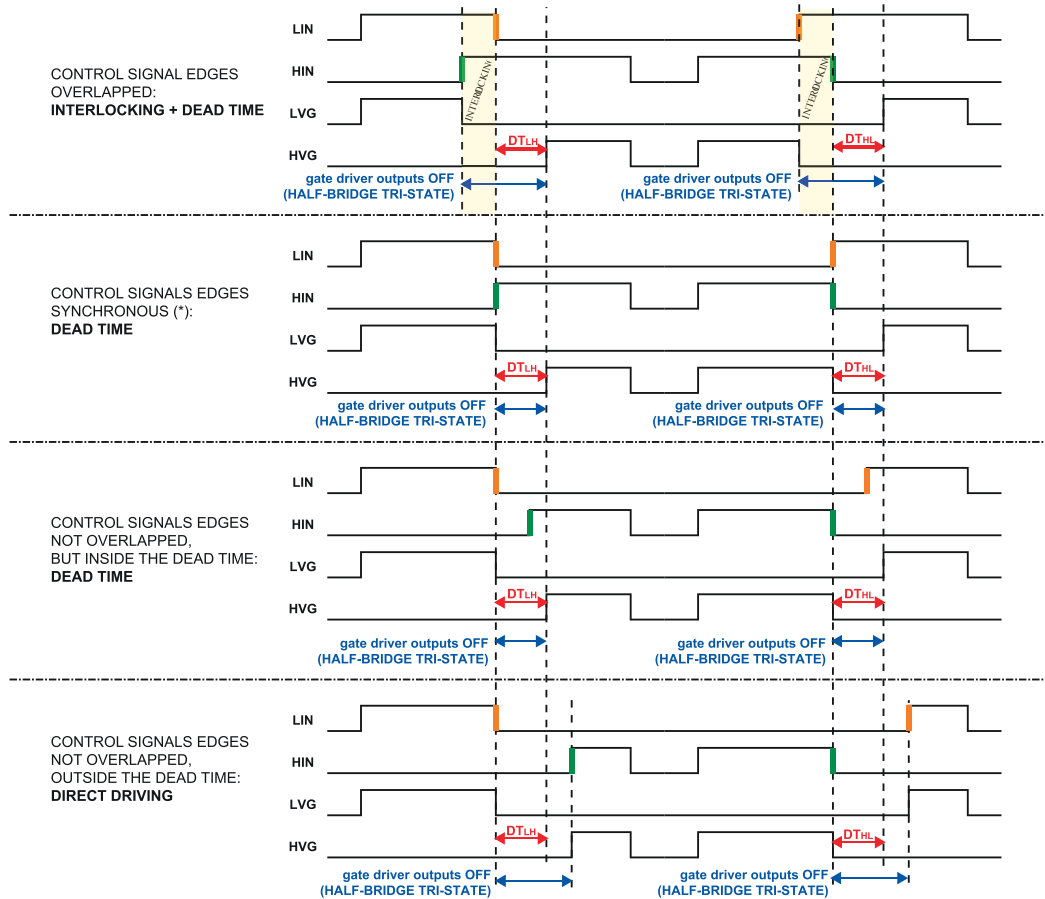 LIN
HIN
CONTROL SIGNAL EDGES
OVERLAPPED:
INTERLOCKING + DEAD TIME
INTERLOCKING
INTERLOCKING
LVG
HVG
DTLH
DTHL
gate driver outputs OFF
(HALF-BRIDGE TRI-STATE)
gate driver outputs OFF
(HALF-BRIDGE TRI-STATE)
LIN
CONTROL SIGNALS EDGES
SYNCHRONOUS (*):
DEAD TIME
HIN
LVG
HVG
DTLH
DTHL
gate driver outputs OFF
(HALF-BRIDGE TRI-STATE)
gate driver outputs OFF
(HALF-BRIDGE TRI-STATE)
LIN
CONTROL SIGNALS EDGES
NOT OVERLAPPED,
BUT INSIDE THE DEAD TIME:
DEAD TIME
HIN
LVG
HVG
DTLH
DTHL
gate driver outputs OFF
(HALF-BRIDGE TRI-STATE)
gate driver outputs OFF
(HALF-BRIDGE TRI-STATE)
LIN
CONTROL SIGNALS EDGES
NOT OVERLAPPED,
OUTSIDE THE DEAD TIME:
DIRECT DRIVING
HIN
LVG
HVG
DTLH
DTHL
gate driver outputs OFF
(HALF-BRIDGE TRI-STATE)
gate driver outputs OFF
(HALF-BRIDGE TRI-STATE)